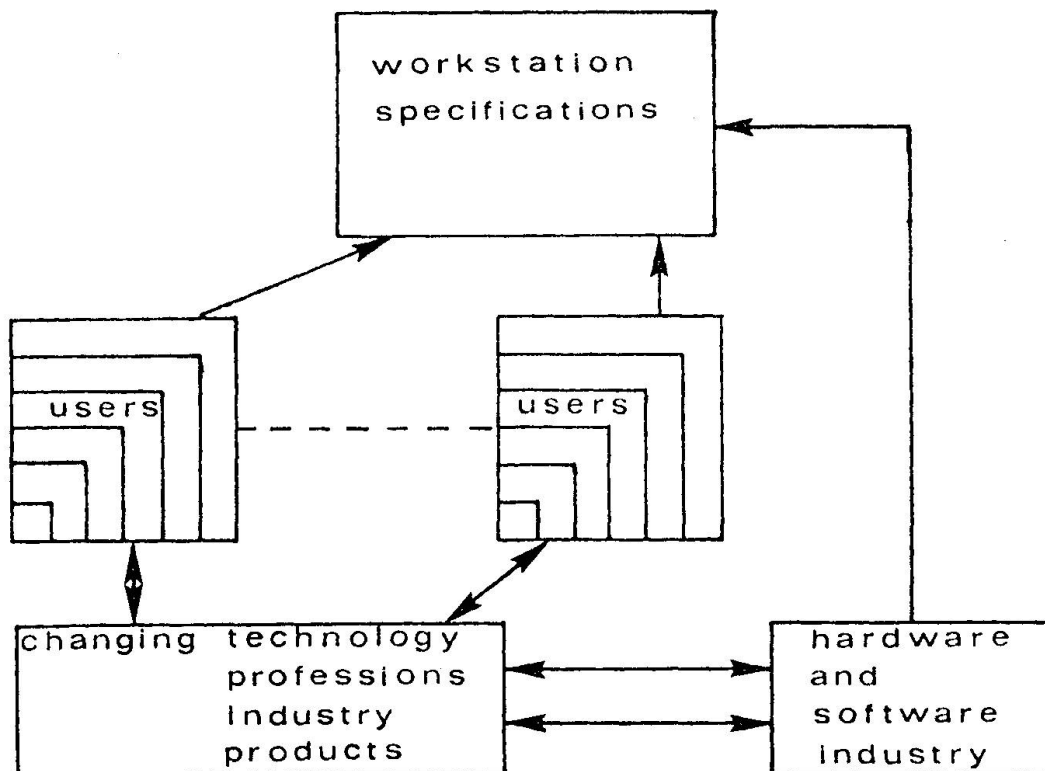 workstation
specifications
users
users
changing technology
professions
industry
products
hardware
and
software
industry